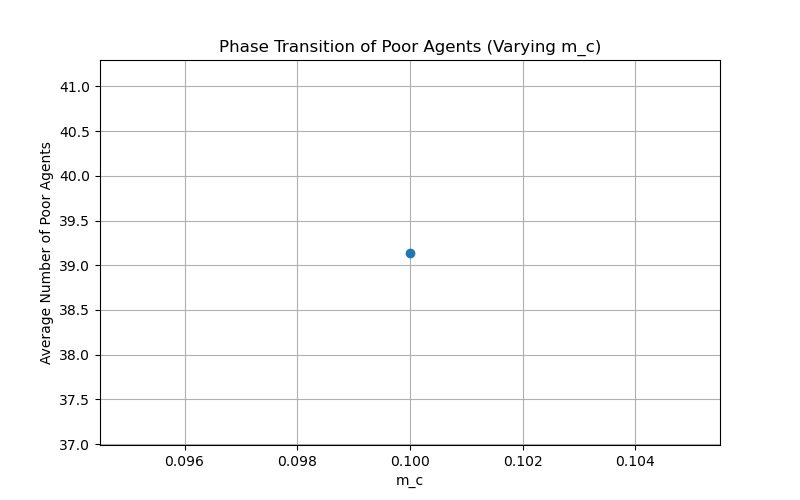 Phase Transition of Poor Agents (Varying m_c)
Average Number of Poor Agents
41.0
40.5
40.0
39.5
39.0
38.5
38.0
37.5
37.0
0.096 0.098 0.100 0.102 0.104
m_c